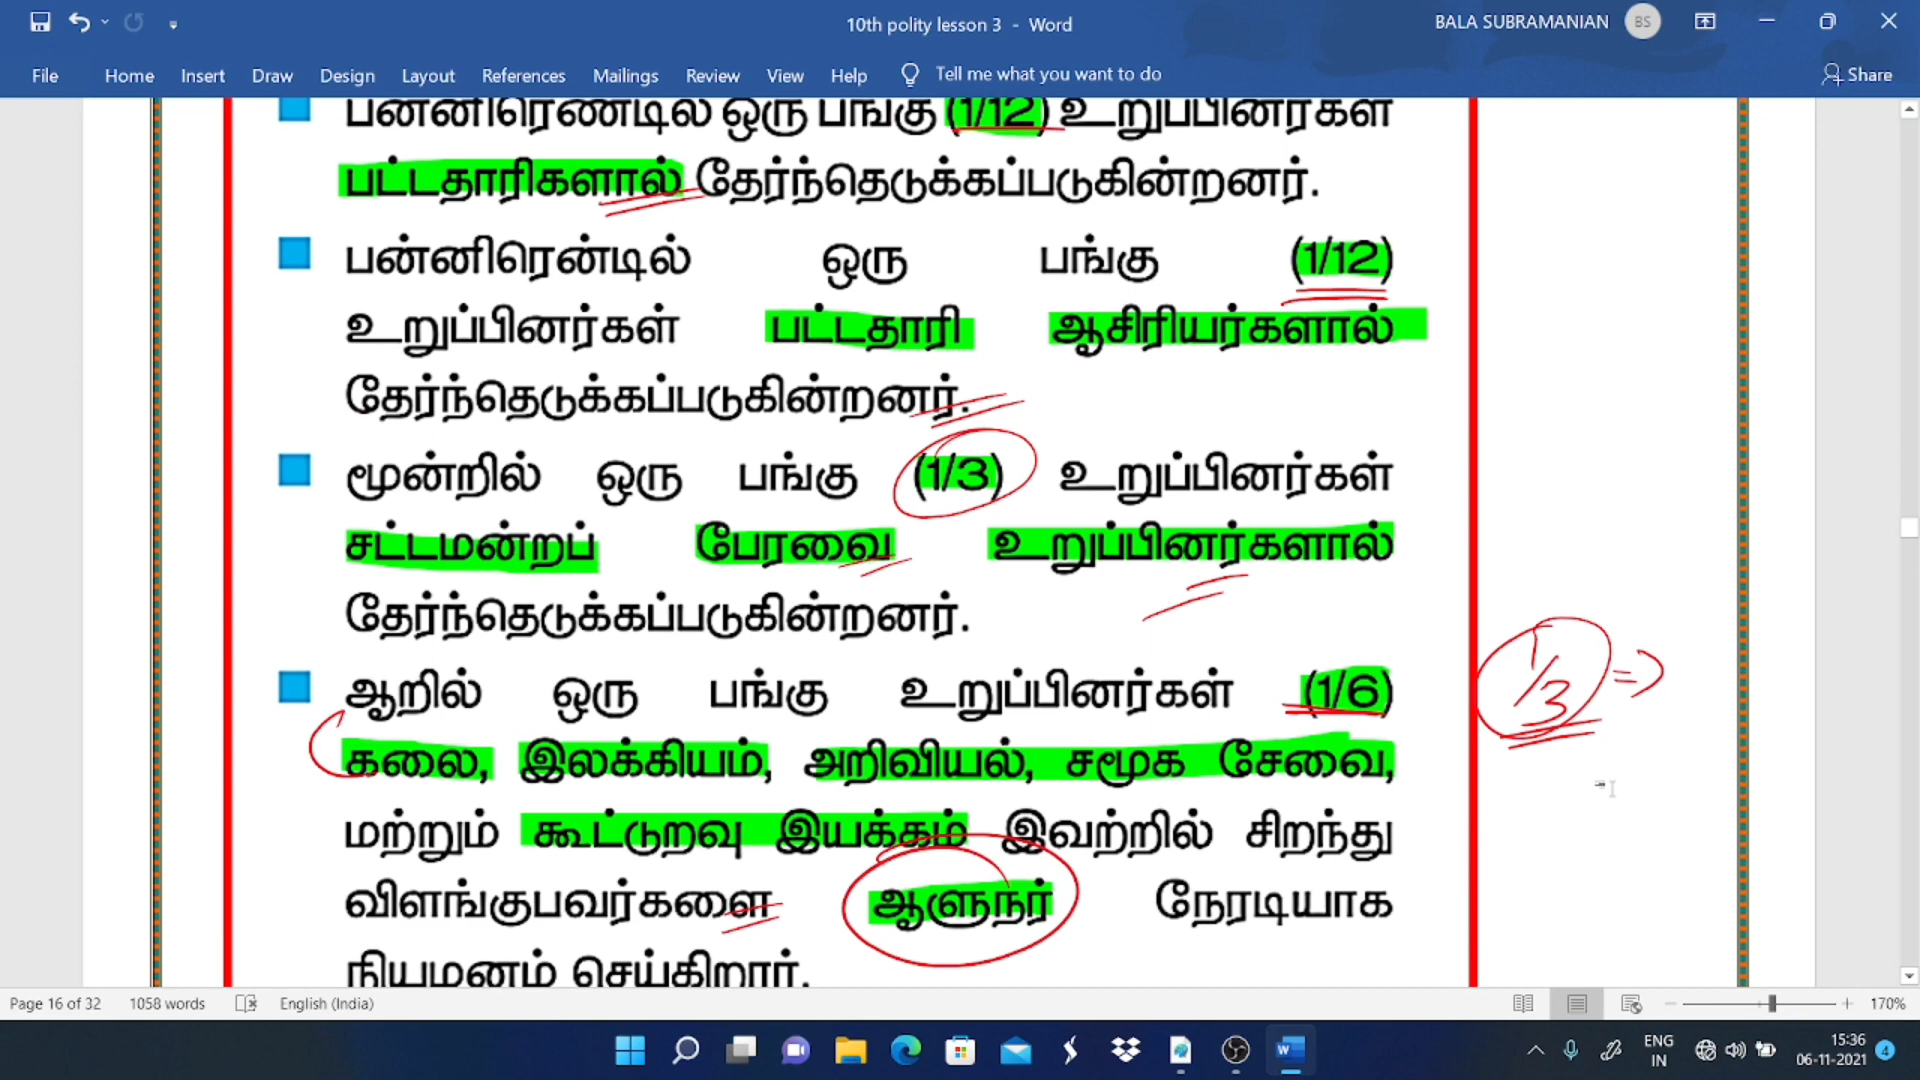 10th polity lesson 3 - Word
BALA SUBRAMANIAN BS
File Home Insert Draw Design Layout References Mailings Review View Help Tell me what you want to do Share
பன்னிரெண்டில் ஒரு பங்கு (1/12) உறுப்பினர்கள்
பட்டதாரிகளால் தேர்ந்தெடுக்கப்படுகின்றனர்.
பன்னிரென்டில் ஒரு பங்கு (1/12)
உறுப்பினர்கள் பட்டதாரி ஆசிரியர்களால்
தேர்ந்தெடுக்கப்படுகின்றனர்.
மூன்றில் ஒரு பங்கு (1/3) உறுப்பினர்கள்
சட்டமன்றப் பேரவை உறுப்பினர்களால்
தேர்ந்தெடுக்கப்படுகின்றனர்.
1/3 =>
ஆறில் ஒரு பங்கு உறுப்பினர்கள் (1/6)
கலை, இலக்கியம், அறிவியல், சமூக சேவை,
மற்றும் கூட்டுறவு இயக்கம் இவற்றில் சிறந்து
விளங்குபவர்களை ஆளுநர் நேரடியாக
நியமனம் செய்கிறார்.
Page 16 of 32 1058 words English (India) 170%
ENG IN 15:36 06-11-2021 4